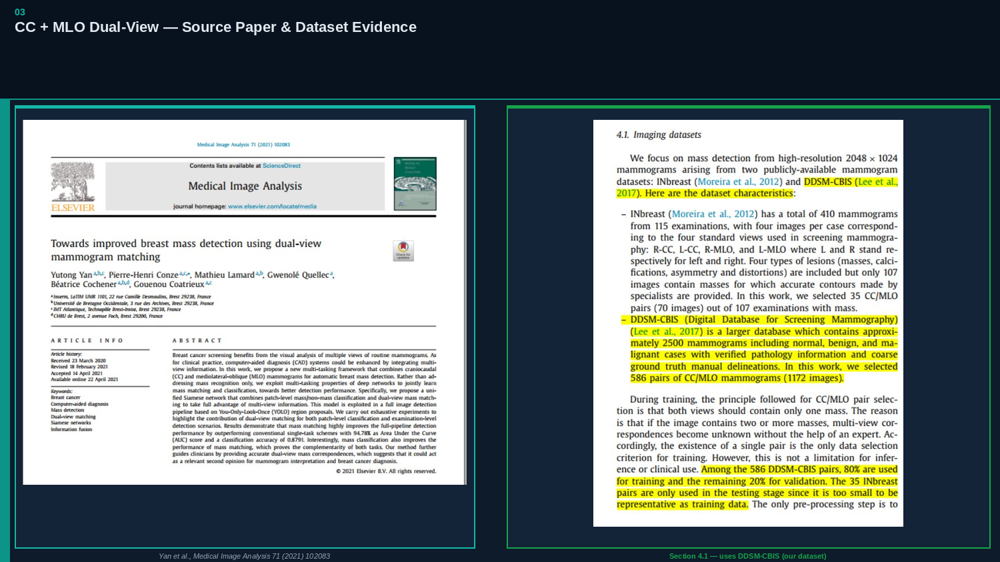 03
CC + MLO Dual-View — Source Paper & Dataset Evidence
Medical Image Analysis 71 (2021) 102083
Contents lists available at ScienceDirect
Medical Image Analysis
journal homepage: www.elsevier.com/locate/media
ELSEVIER
MEDICAL
IMAGE
ANALYSIS
Towards improved breast mass detection using dual-view
mammogram matching
Check for
updates
Yutong Yan a,b,c, Pierre-Henri Conze a,c,*, Mathieu Lamard a,b, Gwenolé Quellec a,
Béatrice Cochener a,b,d, Gouenou Coatrieux a,c
a Inserm, LaTIM UMR 1101, 22 rue Camille Desmoulins, Brest 29238, France
b Université de Bretagne Occidentale, 3 rue des Archives, Brest 29238, France
c IMT Atlantique, Technopôle Brest-Iroise, Brest 29238, France
d CHRU de Brest, 2 avenue Foch, Brest 29200, France
ARTICLE INFO
Article history:
Received 23 March 2020
Revised 18 February 2021
Accepted 14 April 2021
Available online 22 April 2021
Keywords:
Breast cancer
Computer-aided diagnosis
Mass detection
Dual-view matching
Siamese networks
Information fusion
ABSTRACT
Breast cancer screening benefits from the visual analysis of multiple views of routine mammograms. As
for clinical practice, computer-aided diagnosis (CAD) systems could be enhanced by integrating multi-
view information. In this work, we propose a new multi-tasking framework that combines craniocaudal
(CC) and mediolateral-oblique (MLO) mammograms for automatic breast mass detection. Rather than ad-
dressing mass recognition only, we exploit multi-tasking properties of deep networks to jointly learn
mass matching and classification, towards better detection performance. Specifically, we propose a uni-
fied Siamese network that combines patch-level mass/non-mass classification and dual-view mass match-
ing to take full advantage of multi-view information. This model is exploited in a full image detection
pipeline based on You-Only-Look-Once (YOLO) region proposals. We carry out exhaustive experiments to
highlight the contribution of dual-view matching for both patch-level classification and examination-level
detection scenarios. Results demonstrate that mass matching highly improves the full-pipeline detection
performance by outperforming conventional single-task schemes with 94.78% as Area Under the Curve
(AUC) score and a classification accuracy of 0.8791. Interestingly, mass classification also improves the
performance of mass matching, which proves the complementarity of both tasks. Our method further
guides clinicians by providing accurate dual-view mass correspondences, which suggests that it could act
as a relevant second opinion for mammogram interpretation and breast cancer diagnosis.
© 2021 Elsevier B.V. All rights reserved.
Yan et al., Medical Image Analysis 71 (2021) 102083
4.1. Imaging datasets
We focus on mass detection from high-resolution 2048 × 1024
mammograms arising from two publicly-available mammogram
datasets: INbreast (Moreira et al., 2012) and DDSM-CBIS (Lee et al.,
2017). Here are the dataset characteristics:
– INbreast (Moreira et al., 2012) has a total of 410 mammograms
from 115 examinations, with four images per case correspond-
ing to the four standard views used in screening mammogra-
phy: R-CC, L-CC, R-MLO, and L-MLO where L and R stand re-
spectively for left and right. Four types of lesions (masses, calci-
fications, asymmetry and distortions) are included but only 107
images contain masses for which accurate contours made by
specialists are provided. In this work, we selected 35 CC/MLO
pairs (70 images) out of 107 examinations with mass.
– DDSM-CBIS (Digital Database for Screening Mammography)
(Lee et al., 2017) is a larger database which contains approxi-
mately 2500 mammograms including normal, benign, and ma-
lignant cases with verified pathology information and coarse
ground truth manual delineations. In this work, we selected
586 pairs of CC/MLO mammograms (1172 images).
During training, the principle followed for CC/MLO pair selec-
tion is that both views should contain only one mass. The reason
is that if the image contains two or more masses, multi-view cor-
respondences become unknown without the help of an expert. Ac-
cordingly, the existence of a single pair is the only data selection
criterion for training. However, this is not a limitation for infer-
ence or clinical use. Among the 586 DDSM-CBIS pairs, 80% are used
for training and the remaining 20% for validation. The 35 INbreast
pairs are only used in the testing stage since it is too small to be
representative as training data. The only pre-processing step is to
Section 4.1 — uses DDSM-CBIS (our dataset)